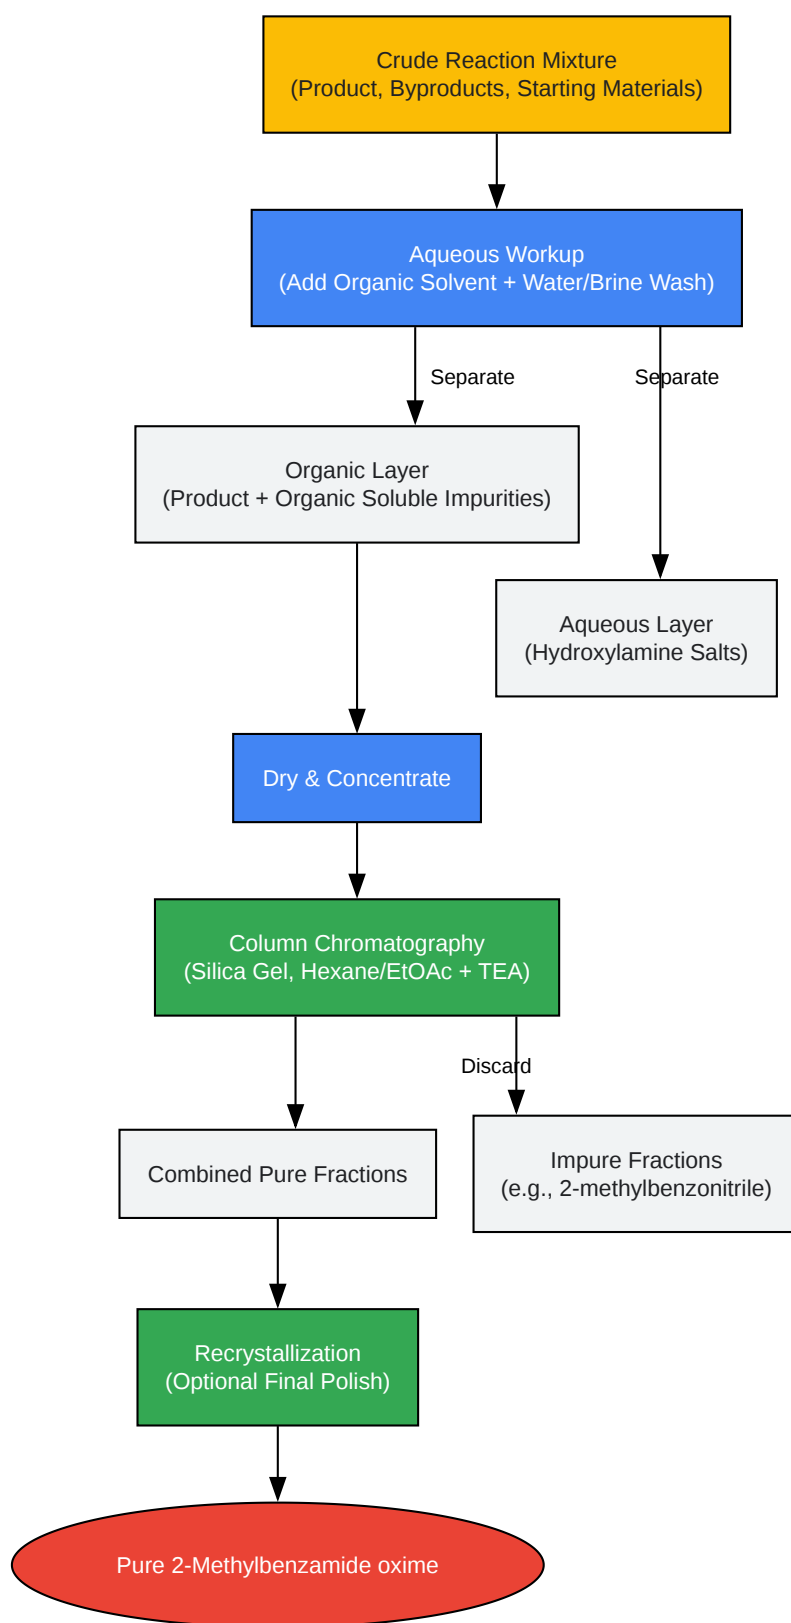 Crude Reaction Mixture
(Product, Byproducts, Starting Materials)
Aqueous Workup
(Add Organic Solvent + Water/Brine Wash)
Separate
Separate
Organic Layer
(Product + Organic Soluble Impurities)
Aqueous Layer
(Hydroxylamine Salts)
Dry & Concentrate
Column Chromatography
(Silica Gel, Hexane/EtOAc + TEA)
Discard
Combined Pure Fractions
Impure Fractions
(e.g., 2-methylbenzonitrile)
Recrystallization
(Optional Final Polish)
Pure 2-Methylbenzamide oxime